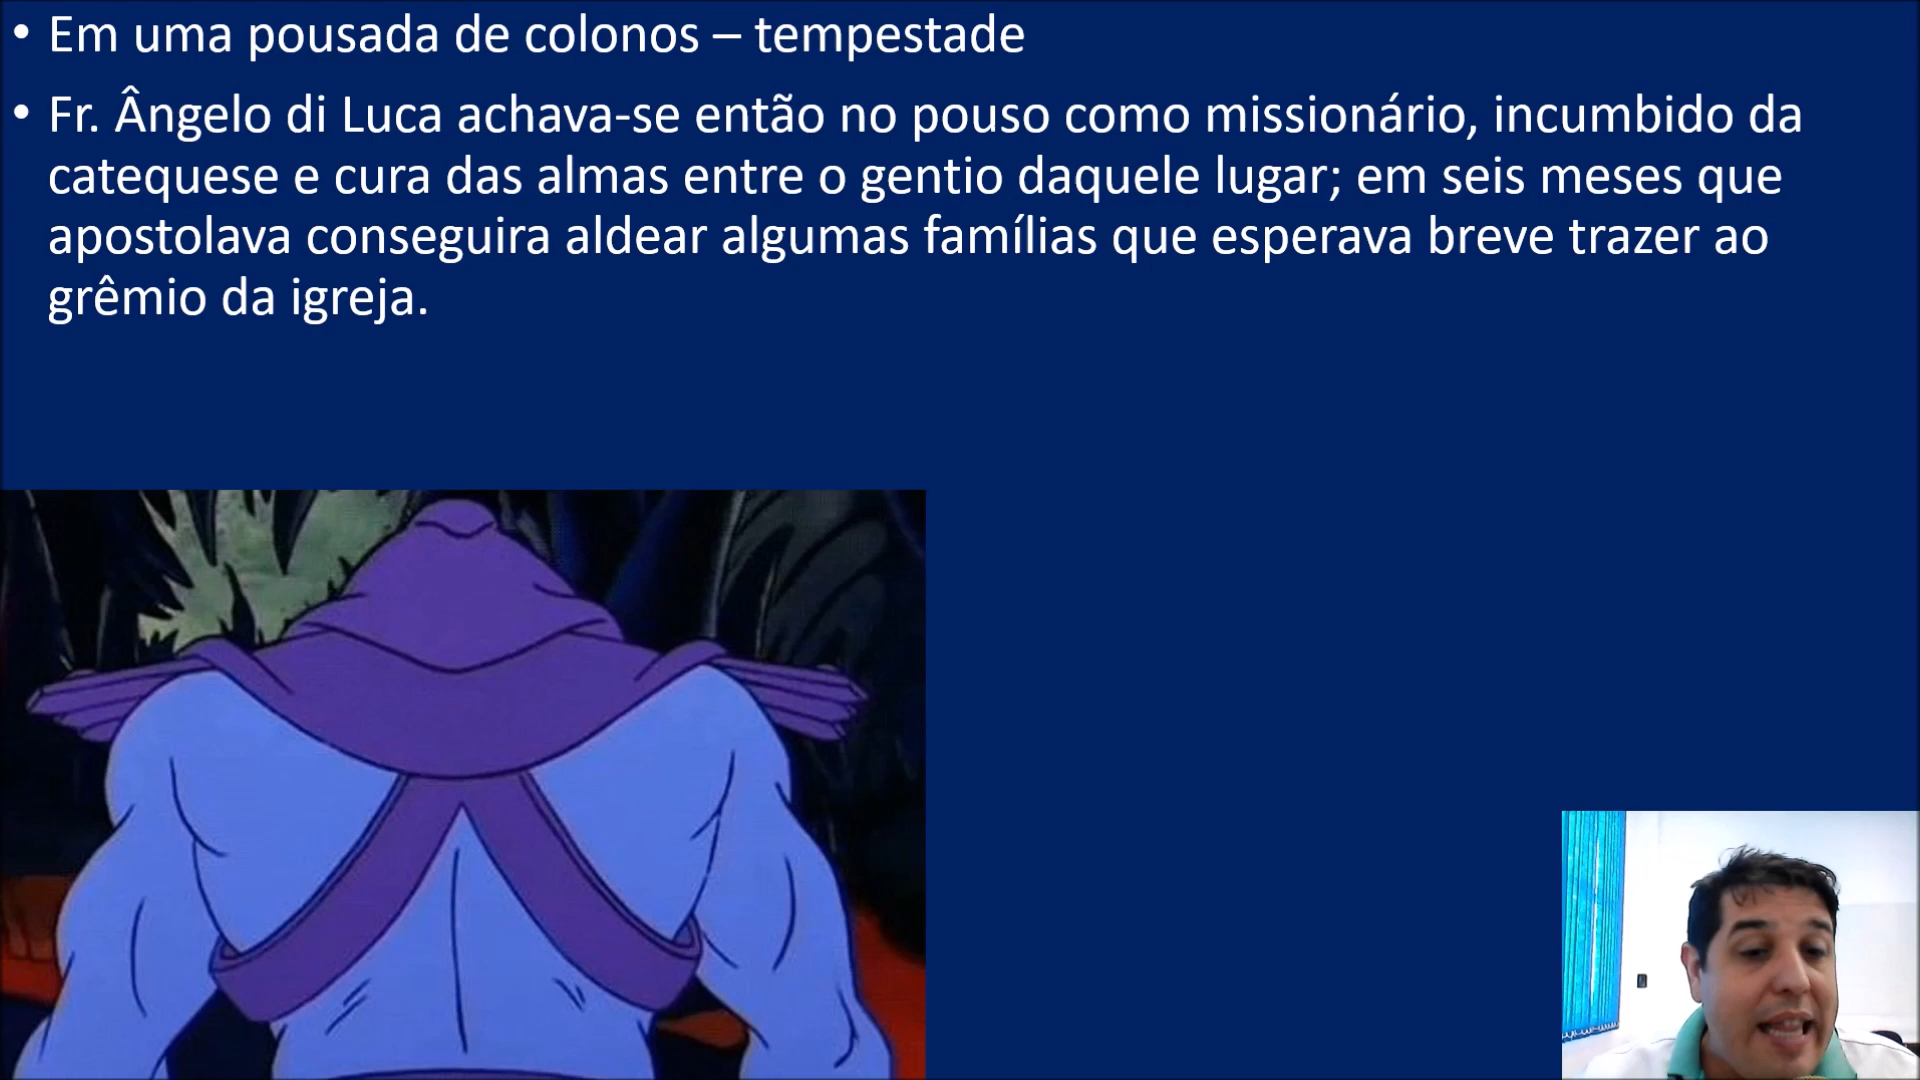 • Em uma pousada de colonos – tempestade
• Fr. Ângelo di Luca achava-se então no pouso como missionário, incumbido da
catequese e cura das almas entre o gentio daquele lugar; em seis meses que
apostolava conseguira aldear algumas famílias que esperava breve trazer ao
grêmio da igreja.